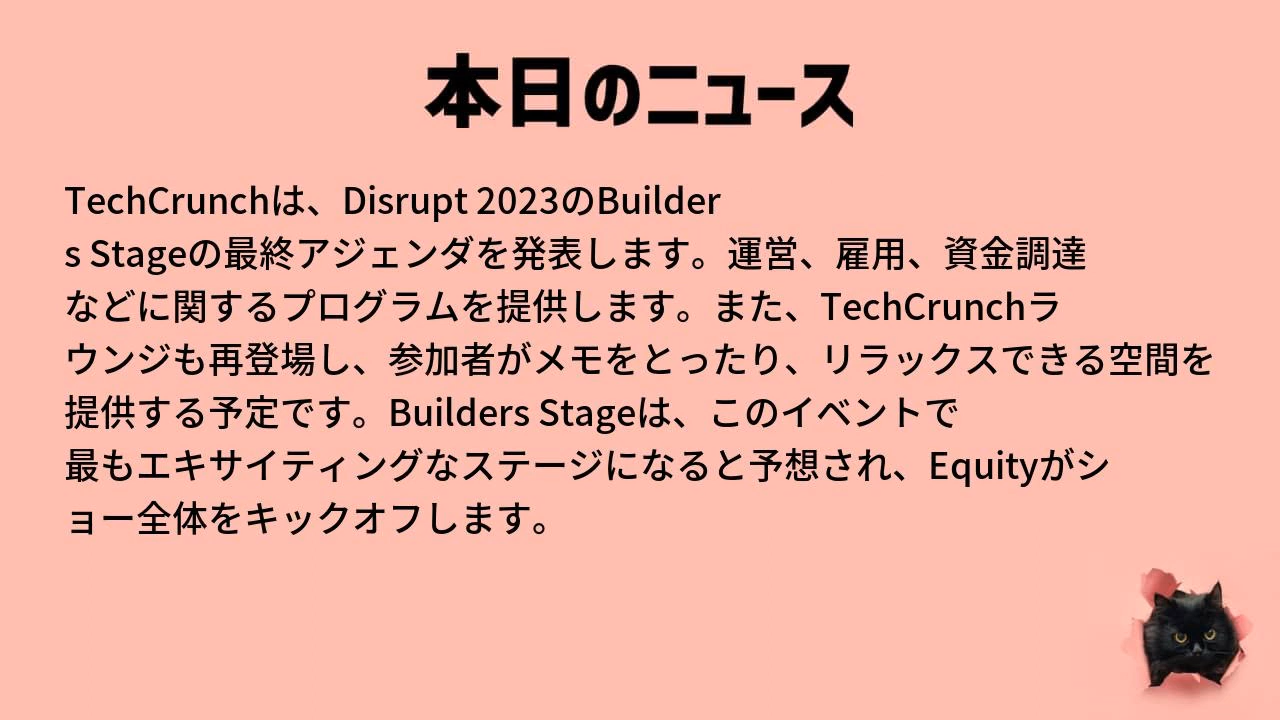 本日のニュース
TechCrunchは、Disrupt 2023のBuilder
s Stageの最終アジェンダを発表します。運営、雇用、資金調達
などに関するプログラムを提供します。また、TechCrunchラ
ウンジも再登場し、参加者がメモをとったり、リラックスできる空間を
提供する予定です。Builders Stageは、このイベントで
最もエキサイティングなステージになると予想され、Equityがシ
ョー全体をキックオフします。